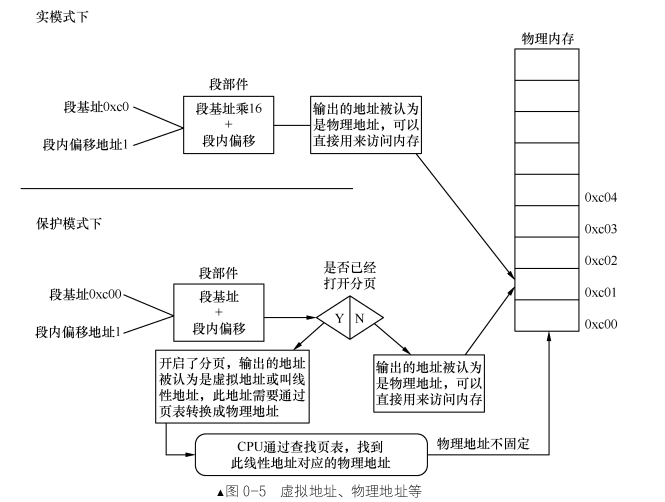 实模式下
物理内存
段部件
段基址0xc0
段内偏移地址1
段基址乘16
+
段内偏移
输出的地址被认为
是物理地址，可以
直接用来访问内存
0xc04
0xc03
0xc02
0xc01
0xc00
保护模式下
段部件
段基址0xc00
段内偏移地址1
段基址
+
段内偏移
是否已经
打开分页
Y N
开启了分页，输出的地址
被认为是虚拟地址或叫线
性地址，此地址需要通过
页表转换成物理地址
输出的地址被认为
是物理地址，可以
直接用来访问内存
CPU通过查找页表，找到
此线性地址对应的物理地址
物理地址不固定
▲图 0-5 虚拟地址、物理地址等